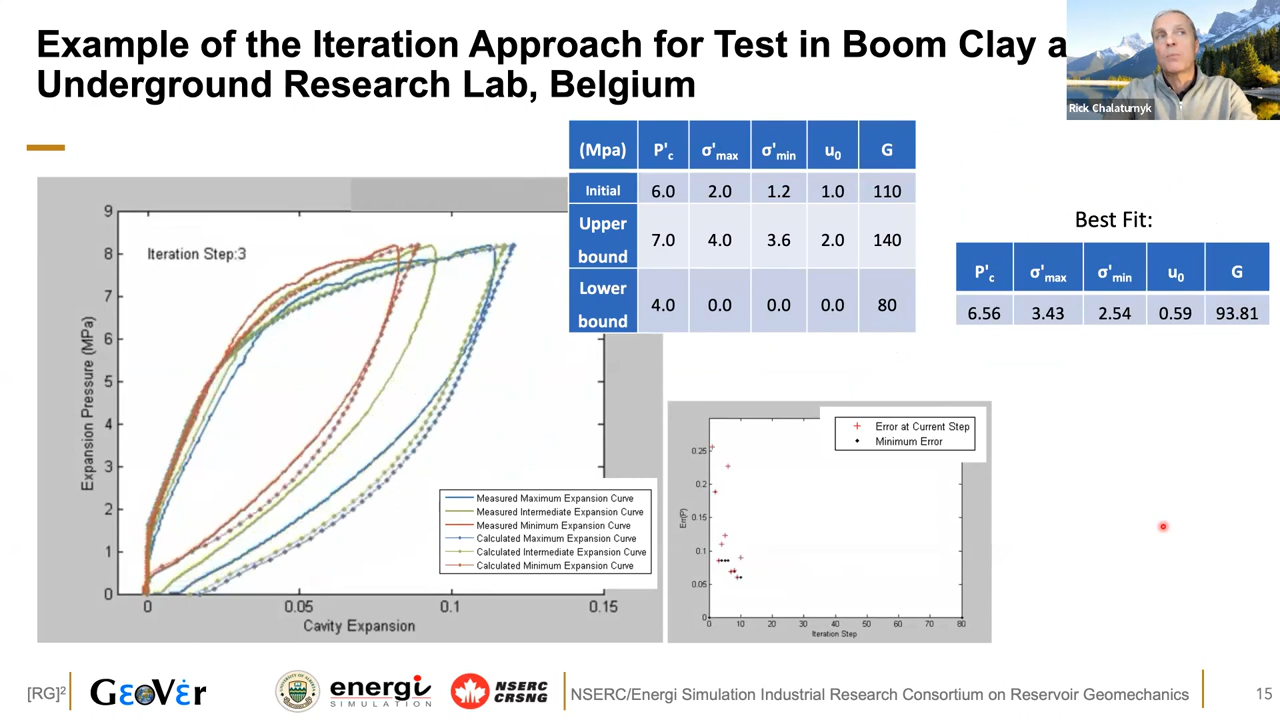 Example of the Iteration Approach for Test in Boom Clay a
Underground Research Lab, Belgium
Rick Chalaturnyk
(Mpa) P'c σ'max σ'min u0 G
Initial 6.0 2.0 1.2 1.0 110
Upper bound 7.0 4.0 3.6 2.0 140
Lower bound 4.0 0.0 0.0 0.0 80
Best Fit:
P'c σ'max σ'min u0 G
6.56 3.43 2.54 0.59 93.81
Iteration Step:3
Expansion Pressure (MPa)
9
8
7
6
5
4
3
2
1
0
0 0.05 0.1 0.15
Cavity Expansion
Measured Maximum Expansion Curve
Measured Intermediate Expansion Curve
Measured Minimum Expansion Curve
Calculated Maximum Expansion Curve
Calculated Intermediate Expansion Curve
Calculated Minimum Expansion Curve
Error at Current Step
Minimum Error
Err(P)
0.25
0.2
0.15
0.1
0.05
0
0 10 20 30 40 50 60 70 80
Iteration Step
[RG]²
GεoVėr
energi
SIMULATION
NSERC
CRSNG
NSERC/Energi Simulation Industrial Research Consortium on Reservoir Geomechanics
15